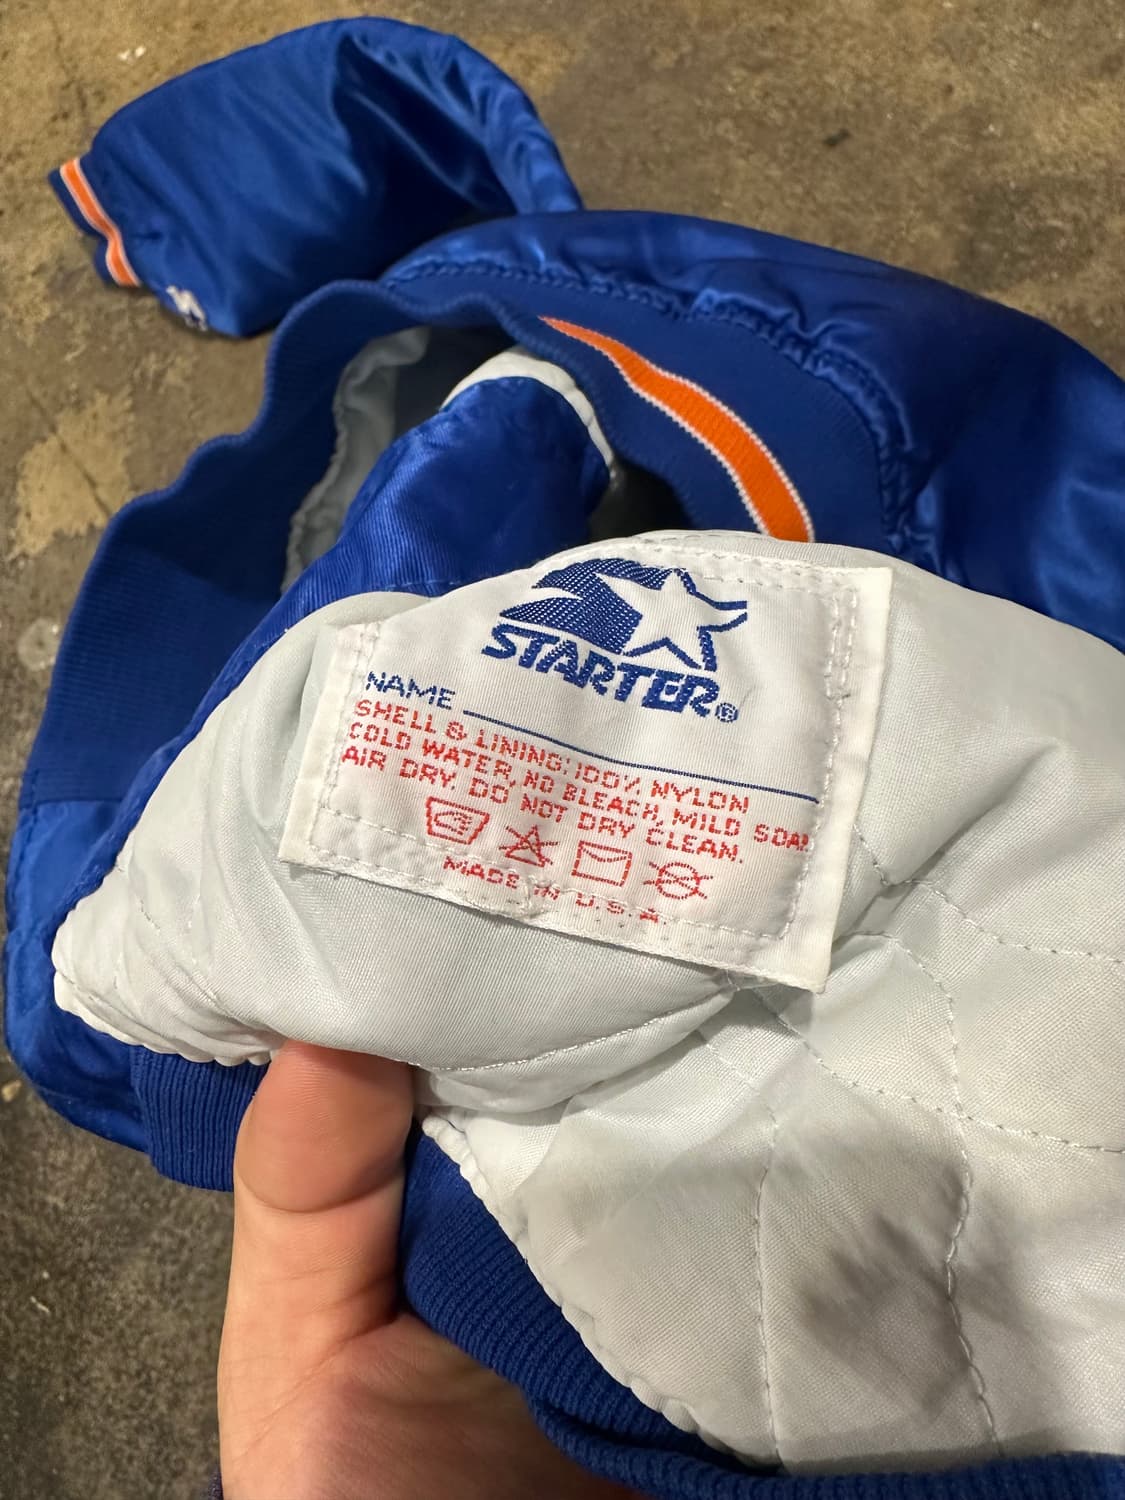 STARTER®
NAME
SHELL & LINING: 100% NYLON
COLD WATER, NO BLEACH, MILD SOAP
AIR DRY. DO NOT DRY CLEAN.
MADE IN U.S.A.